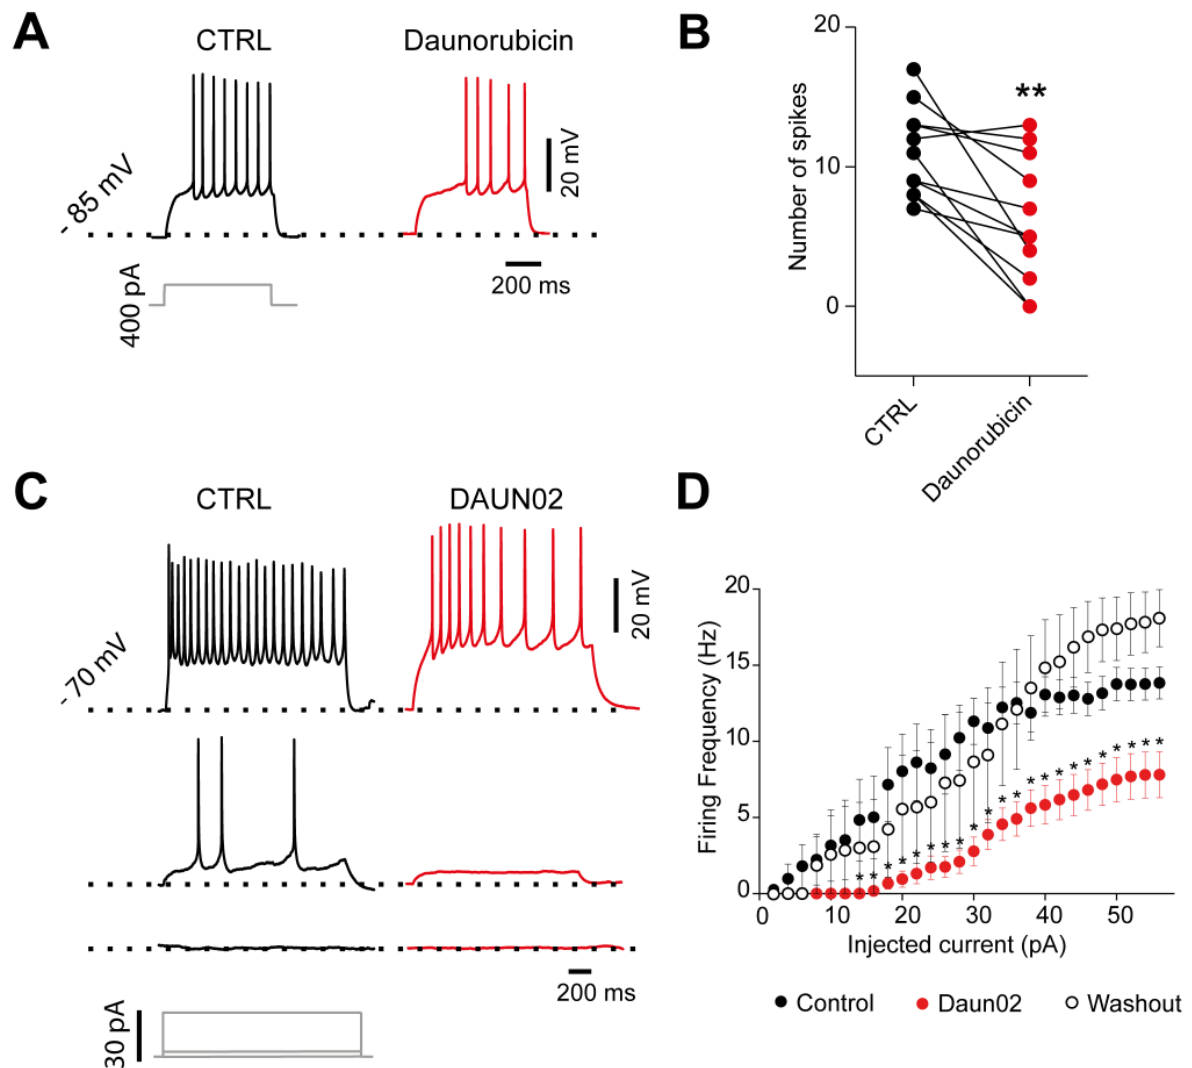 A
CTRL
Daunorubicin
- 85 mV
20 mV
200 ms
400 pA
B
Number of spikes
20
10
0
**
CTRL
Daunorubicin
C
CTRL
DAUN02
- 70 mV
20 mV
200 ms
30 pA
D
Firing Frequency (Hz)
20
15
10
5
0
* * * * * * * * * * * * * * * * * * * * * *
0 10 20 30 40 50
Injected current (pA)
Control Daun02 Washout